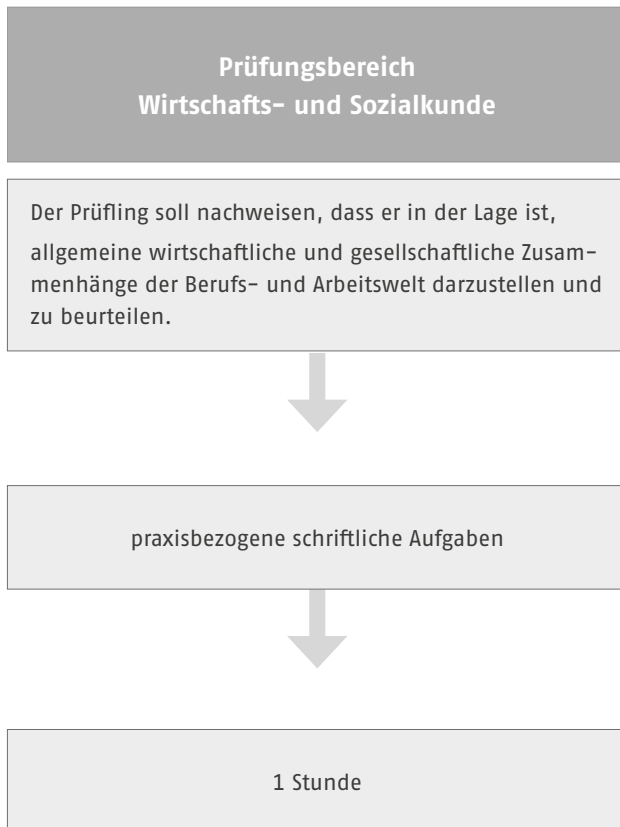 Prüfungsbereich
Wirtschafts- und Sozialkunde
Der Prüfling soll nachweisen, dass er in der Lage ist,
allgemeine wirtschaftliche und gesellschaftliche Zusam-
menhänge der Berufs- und Arbeitswelt darzustellen und
zu beurteilen.
praxisbezogene schriftliche Aufgaben
1 Stunde